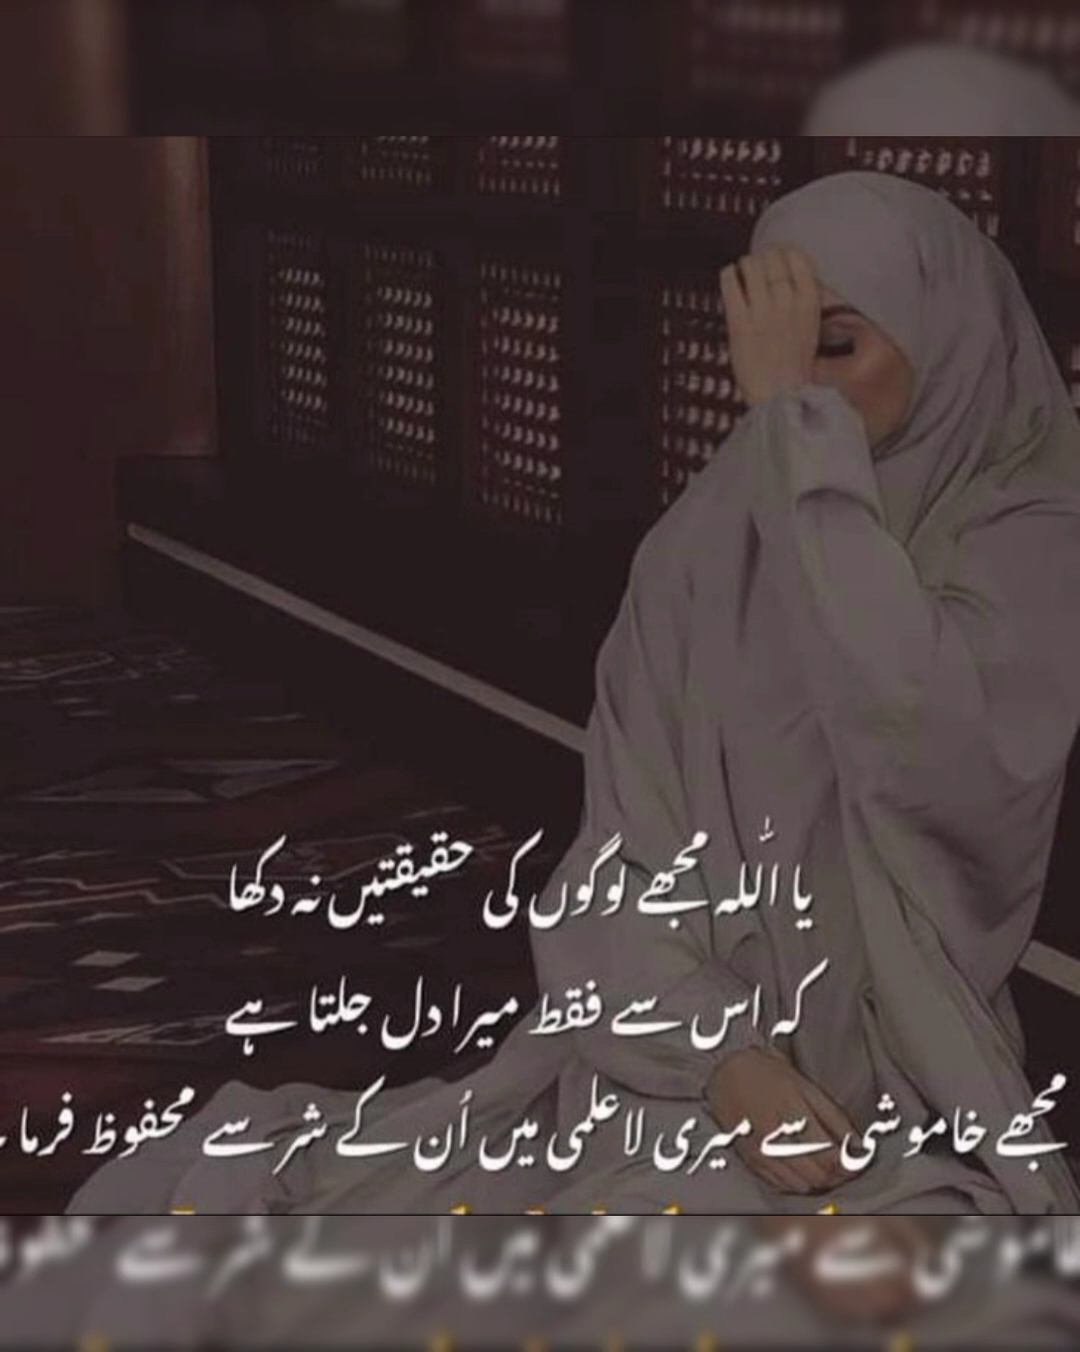 یا اللہ مجھے لوگوں کی حقیقتیں نہ دکھا
کہ اس سے فقط میرا دل جلتا ہے
مجھے خاموشی سے میری لاعلمی میں اُن کے شر سے محفوظ فرما